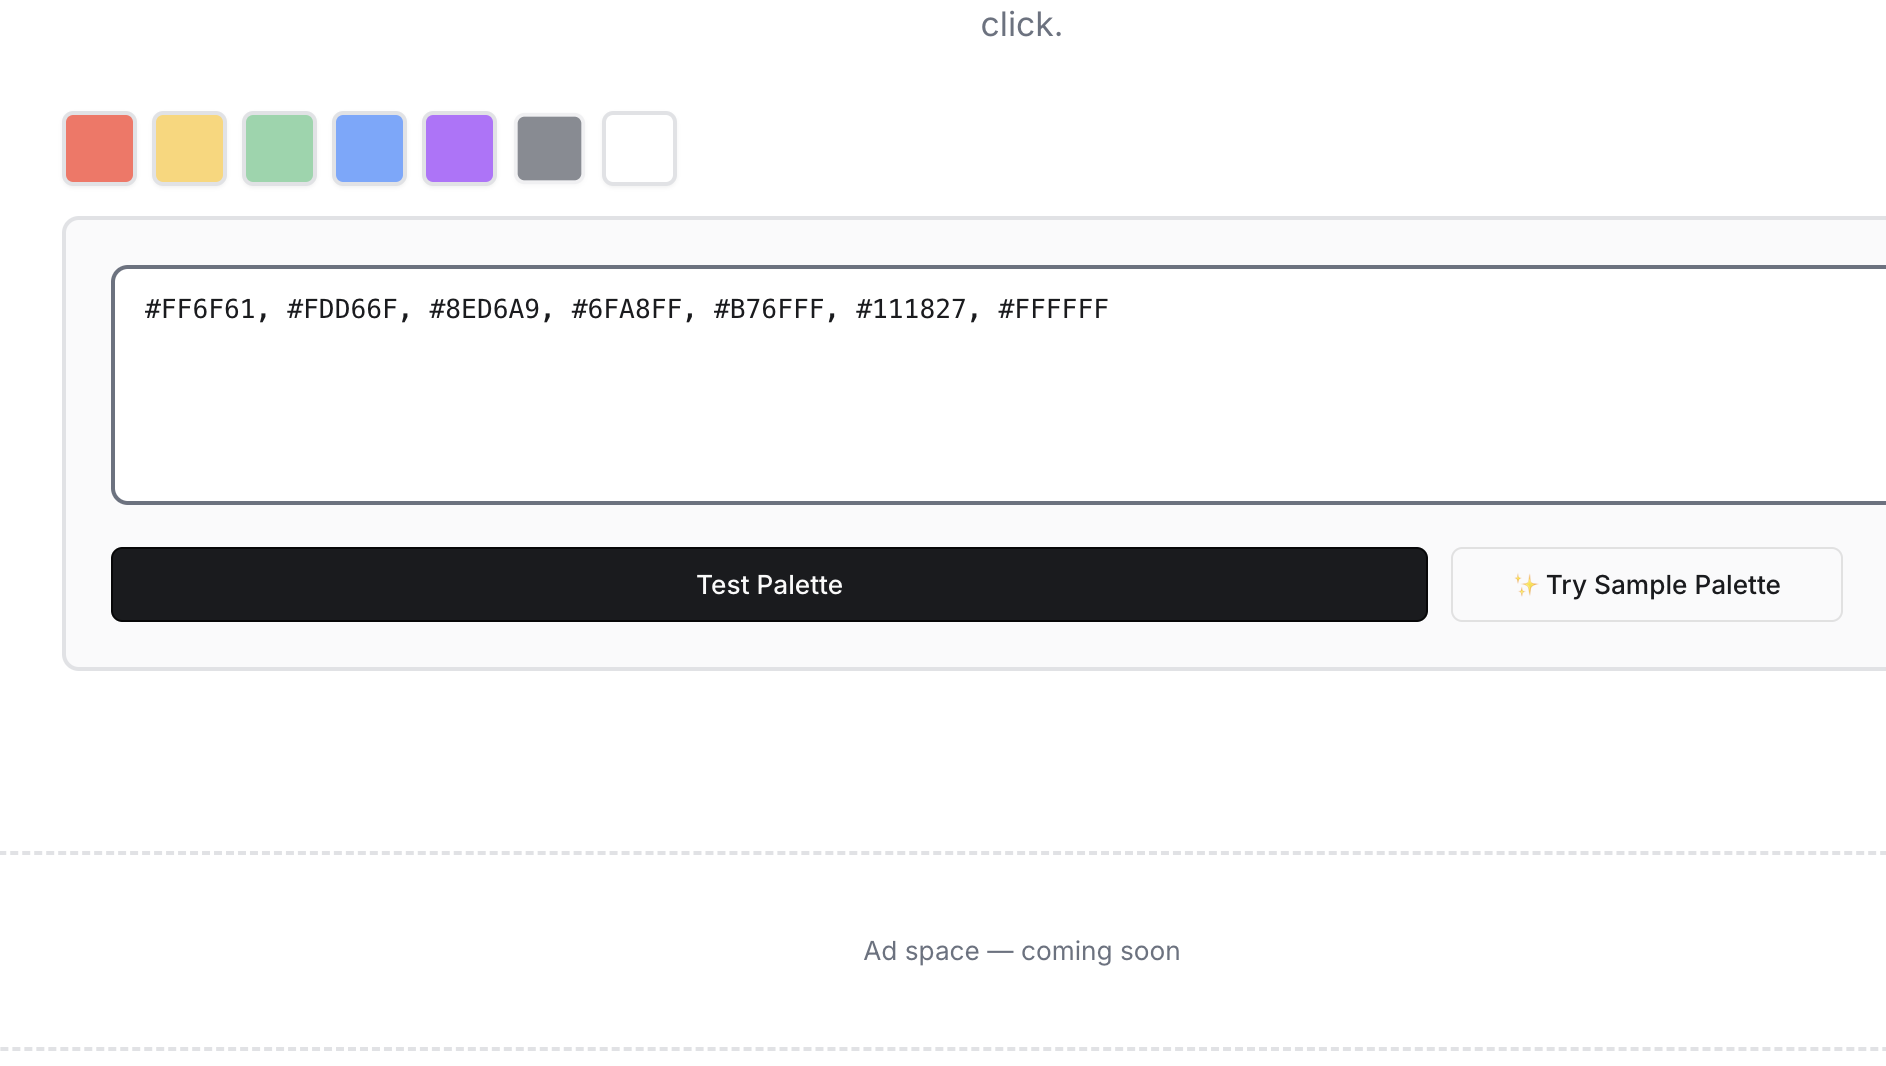 click.
#FF6F61, #FDD66F, #8ED6A9, #6FA8FF, #B76FFF, #111827, #FFFFFF
Test Palette
✨ Try Sample Palette
Ad space — coming soon